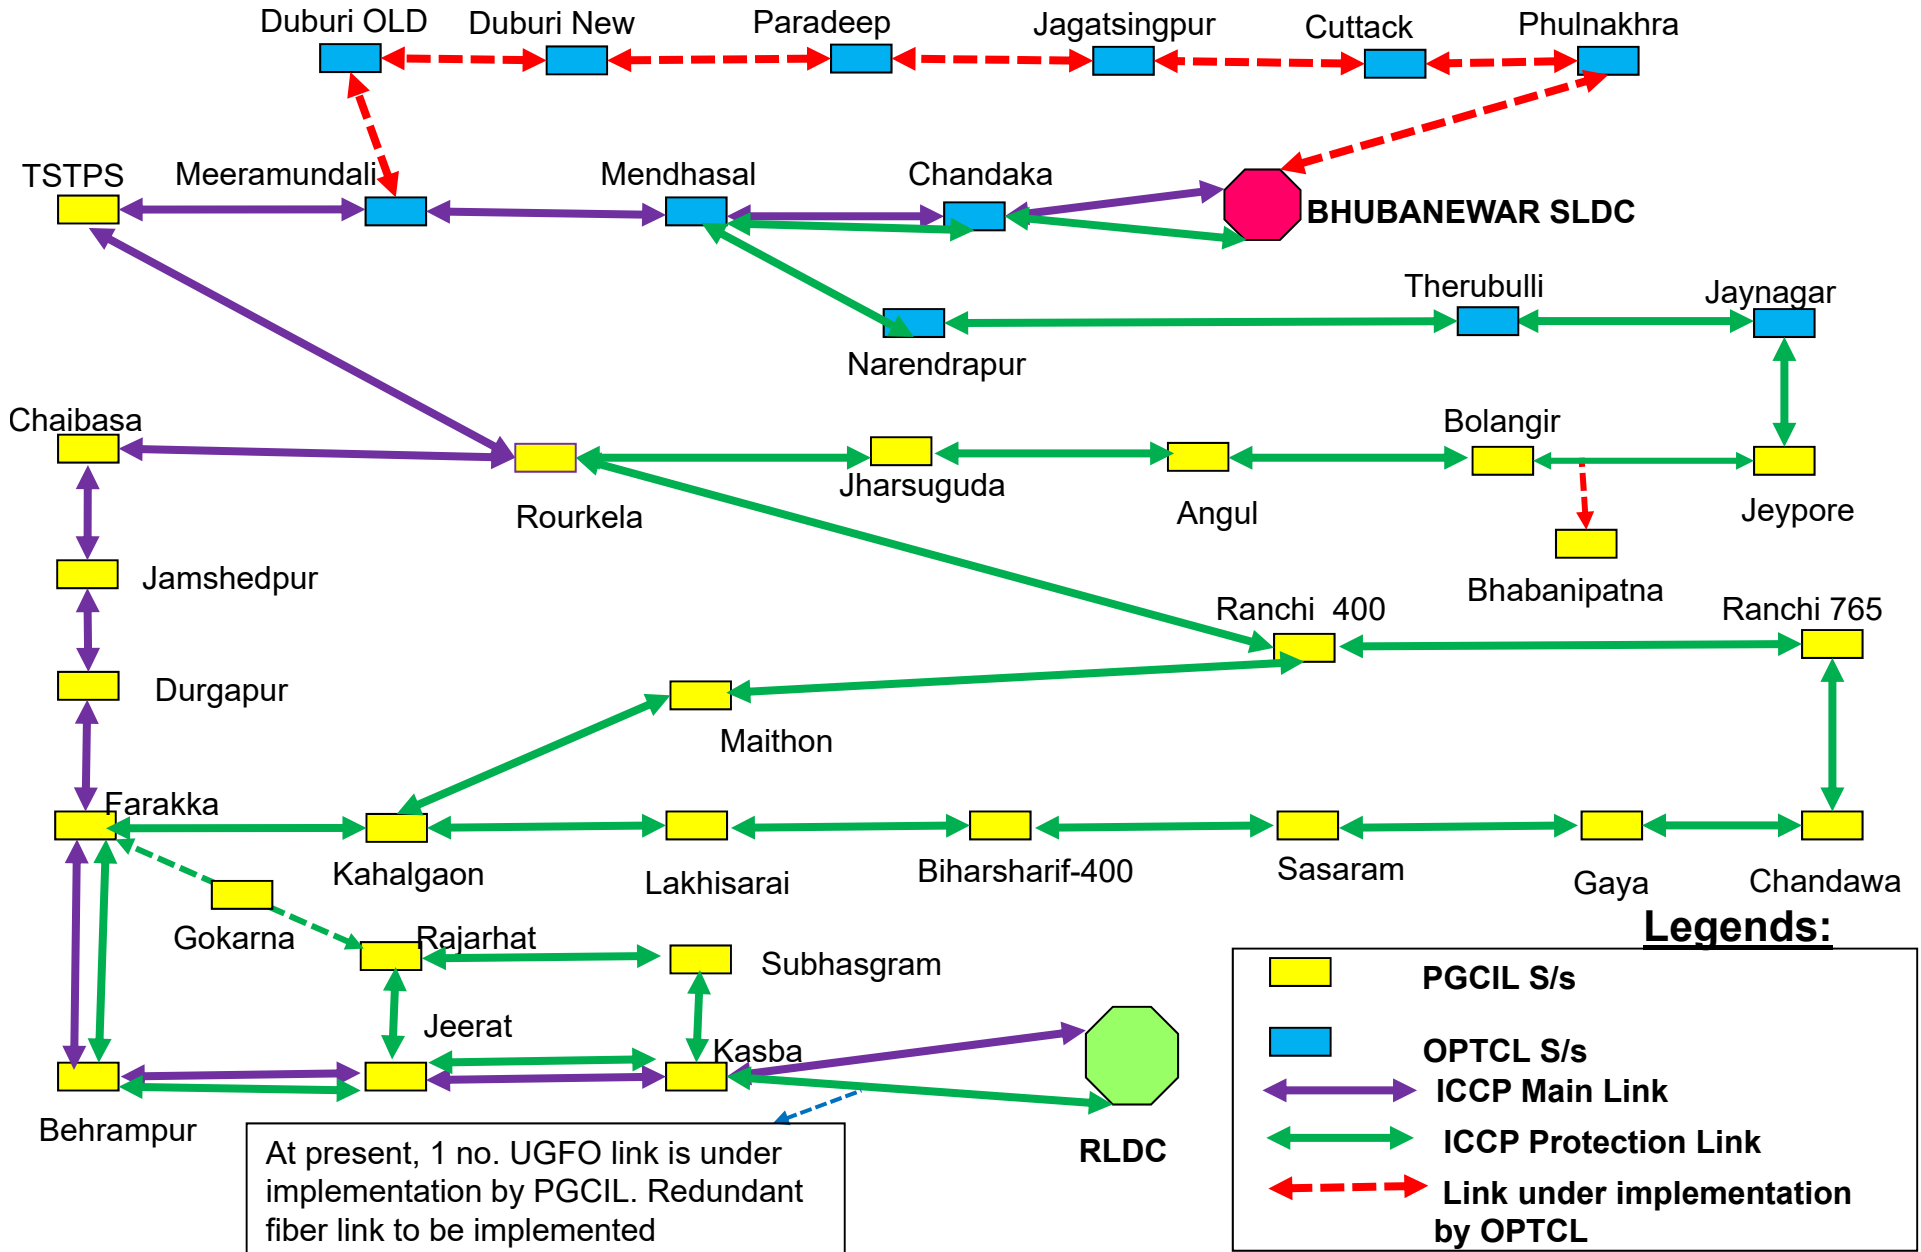 Duburi OLD
Duburi New
Paradeep
Jagatsingpur
Cuttack
Phulnakhra
TSTPS
Meeramundali
Mendhasal
Chandaka
BHUBANEWAR SLDC
Therubulli
Jaynagar
Narendrapur
Chaibasa
Bolangir
Rourkela
Jharsuguda
Angul
Jeypore
Jamshedpur
Bhabanipatna
Ranchi  400
Ranchi 765
Durgapur
Maithon
Farakka
Kahalgaon
Lakhisarai
Biharsharif-400
Sasaram
Gaya
Chandawa
Gokarna
Rajarhat
Subhasgram
Jeerat
Kasba
Behrampur
RLDC
At present, 1 no. UGFO link is under
implementation by PGCIL. Redundant
fiber link to be implemented
Legends:
PGCIL S/s
OPTCL S/s
ICCP Main Link
ICCP Protection Link
Link under implementation
by OPTCL